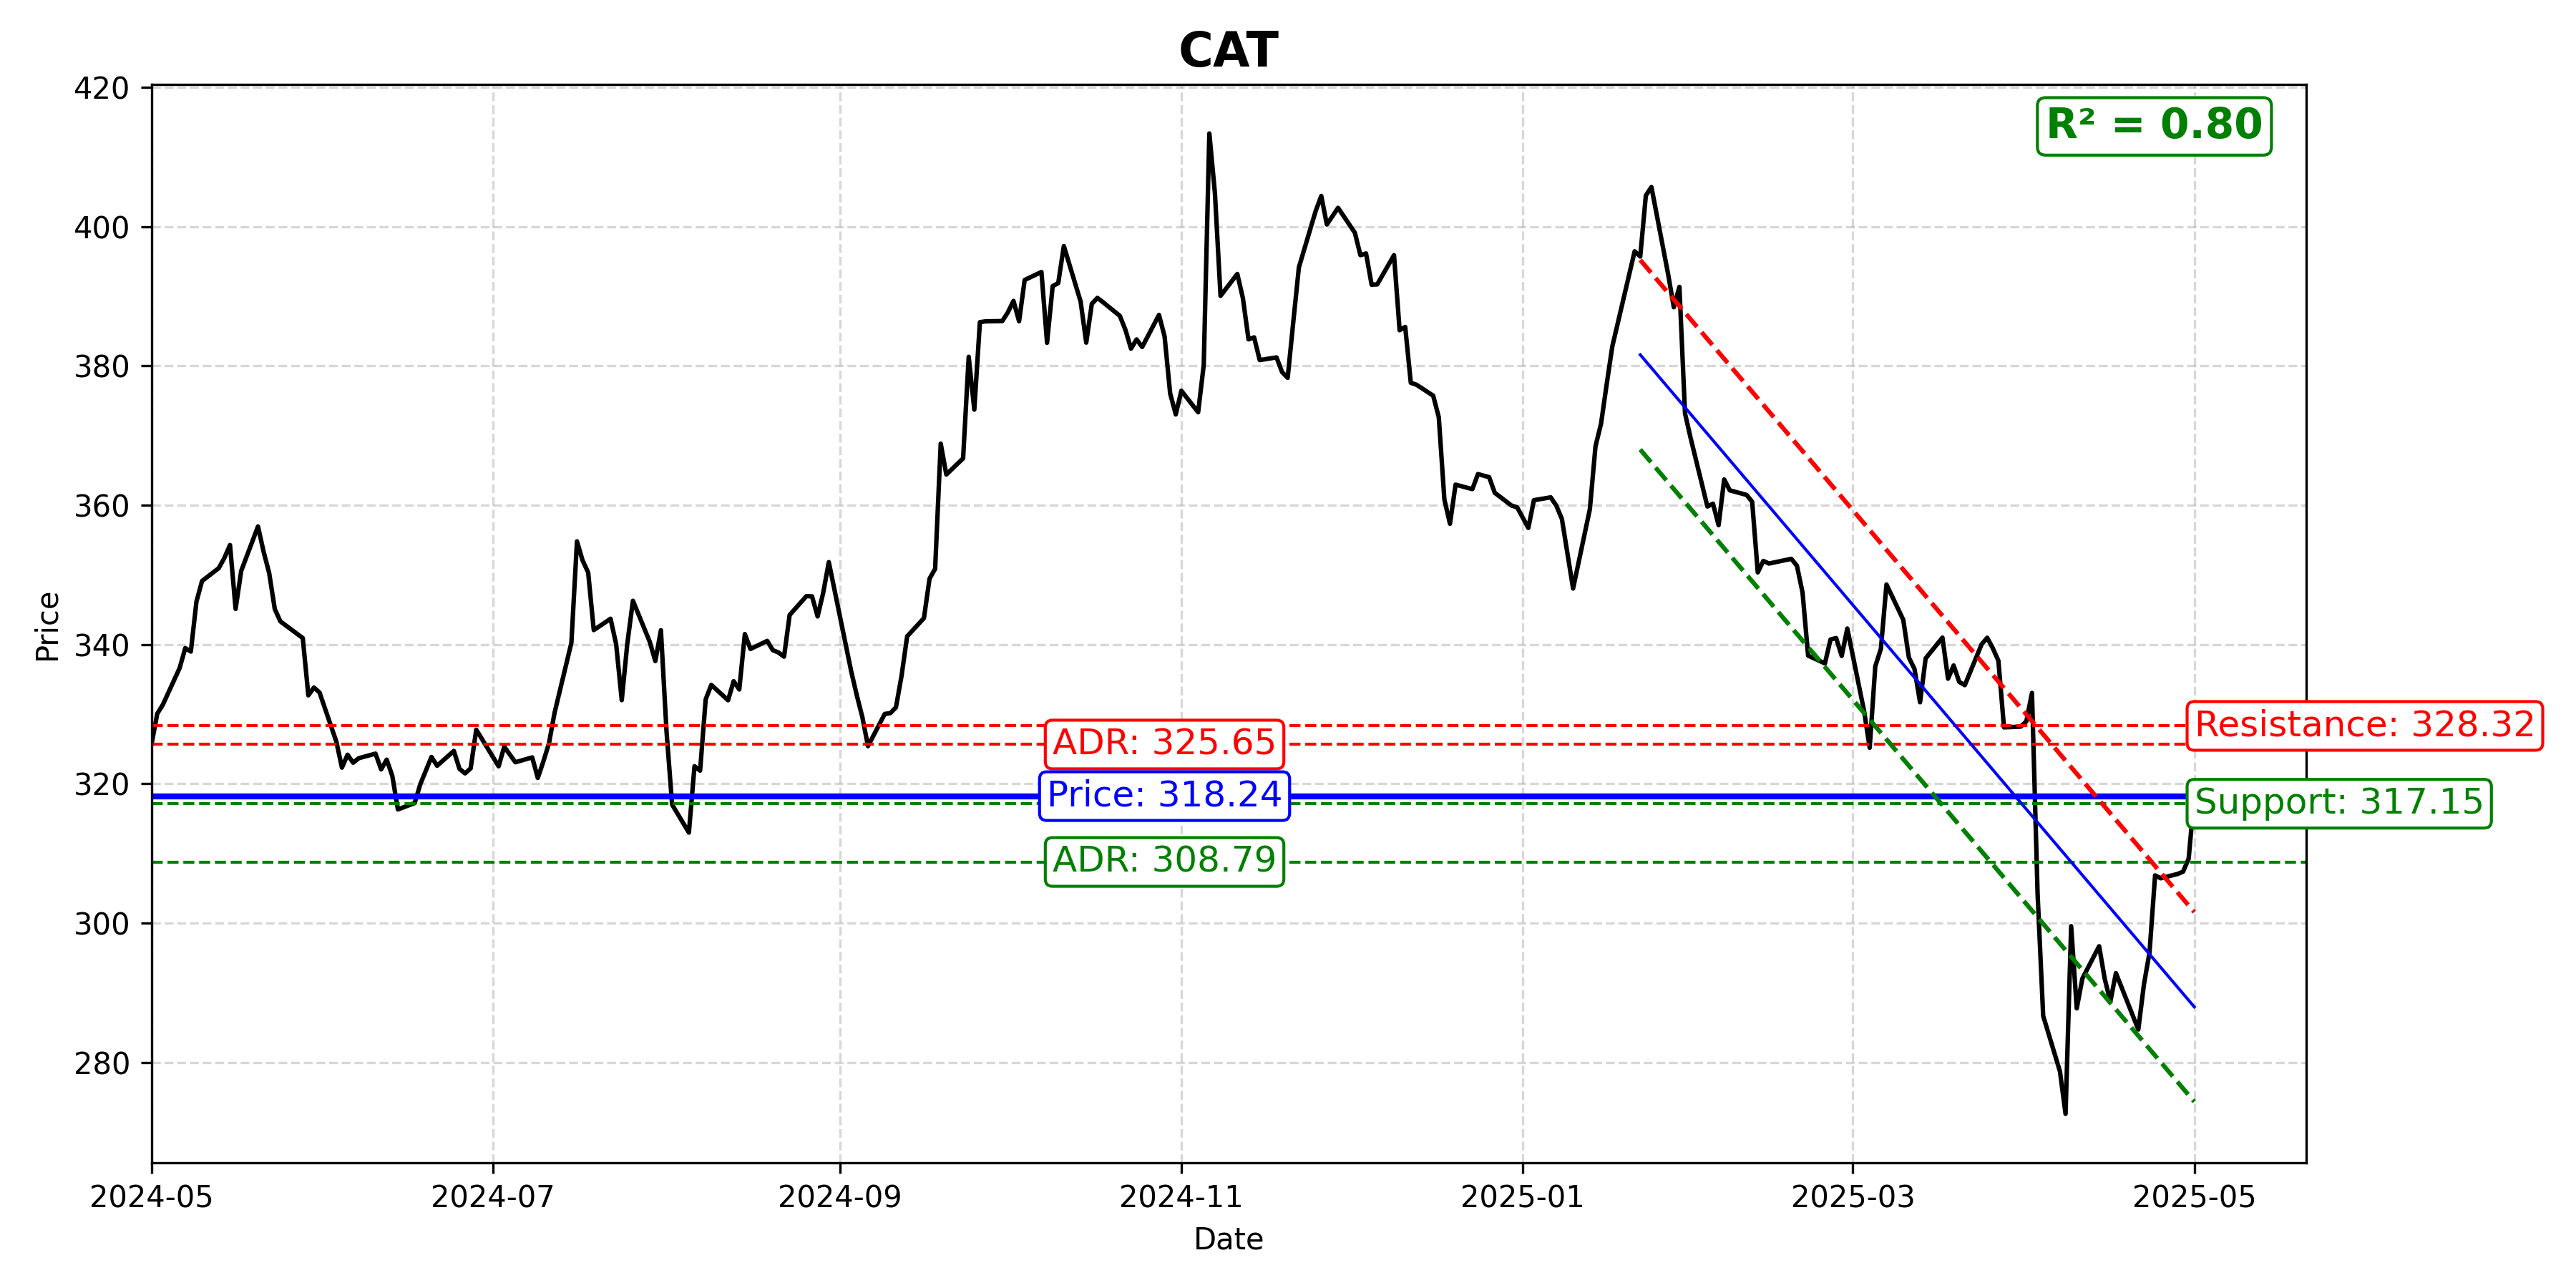 CAT
R² = 0.80
420
400
380
360
340
320
300
280
Price
Resistance: 328.32
ADR: 325.65
Price: 318.24
Support: 317.15
ADR: 308.79
2024-05
2024-07
2024-09
2024-11
2025-01
2025-03
2025-05
Date